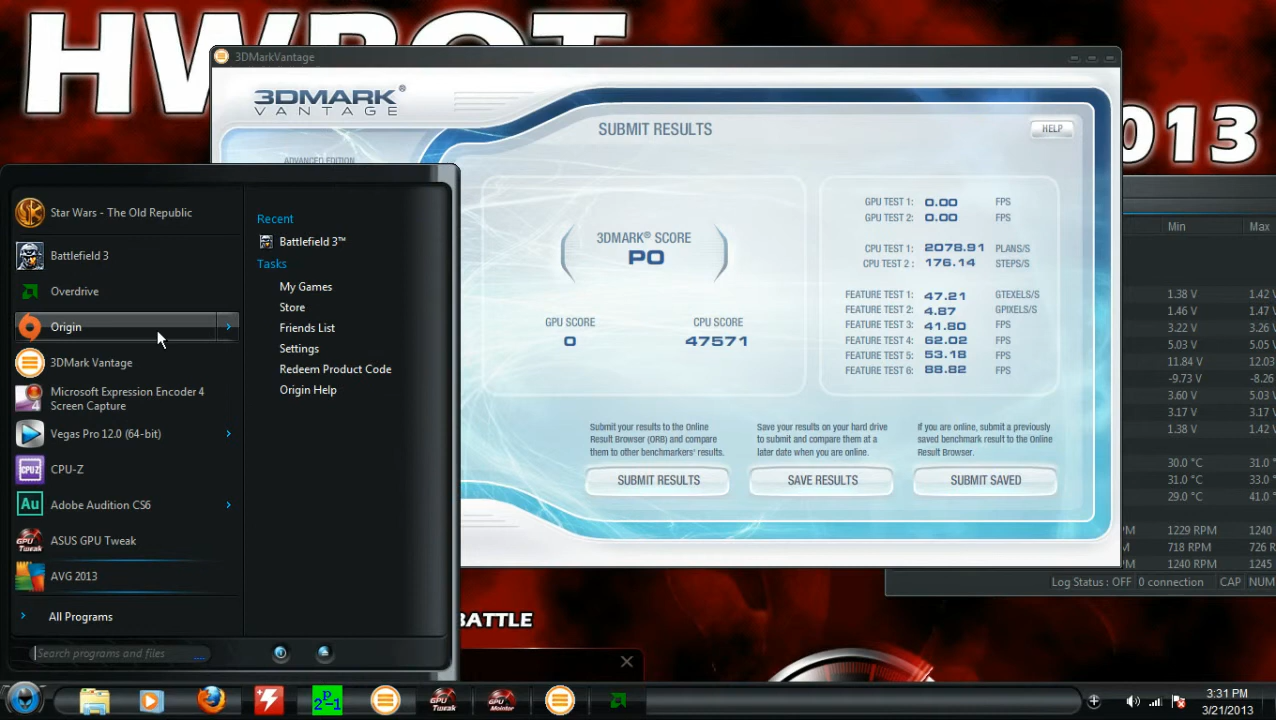 3DMarkVantage
3DMARK®
VANTAGE
ADVANCED EDITION
SUBMIT RESULTS
HELP
013
3DMARK® SCORE
P0
GPU SCORE
0
CPU SCORE
47571
GPU TEST 1: 0.00 FPS
GPU TEST 2: 0.00 FPS
CPU TEST 1: 2078.91 PLANS/S
CPU TEST 2 : 176.14 STEPS/S
FEATURE TEST 1: 47.21 GTEXELS/S
FEATURE TEST 2: 4.87 GPIXELS/S
FEATURE TEST 3: 41.80 FPS
FEATURE TEST 4: 62.02 FPS
FEATURE TEST 5: 53.18 FPS
FEATURE TEST 6: 88.82 FPS
Submit your results to the Online
Result Browser (ORB) and compare
them to other benchmarkers' results.
SUBMIT RESULTS
Save your results on your hard drive
to submit and compare them at a
later date when you are online.
SAVE RESULTS
If you are online, submit a previously
saved benchmark result to the Online
Result Browser.
SUBMIT SAVED
Star Wars - The Old Republic
Battlefield 3
Overdrive
Origin
3DMark Vantage
Microsoft Expression Encoder 4
Screen Capture
Vegas Pro 12.0 (64-bit)
CPU-Z
Adobe Audition CS6
ASUS GPU Tweak
AVG 2013
All Programs
Search programs and files
Recent
Battlefield 3™
Tasks
My Games
Store
Friends List
Settings
Redeem Product Code
Origin Help
Min Max
1.38 V 1.42
1.46 V 1.47
3.22 V 3.26
5.03 V 5.05
11.84 V 12.03
-9.73 V -8.26
3.60 V 5.03
3.17 V 3.17
1.38 V 1.42
30.0 °C 31.0
31.0 °C 33.0
29.0 °C 41.0
PM 1229 RPM 1240
M 718 RPM 726 R
PM 1240 RPM 1245
Log Status : OFF 0 connection CAP NUM
BATTLE
3:31 PM
3/21/2013